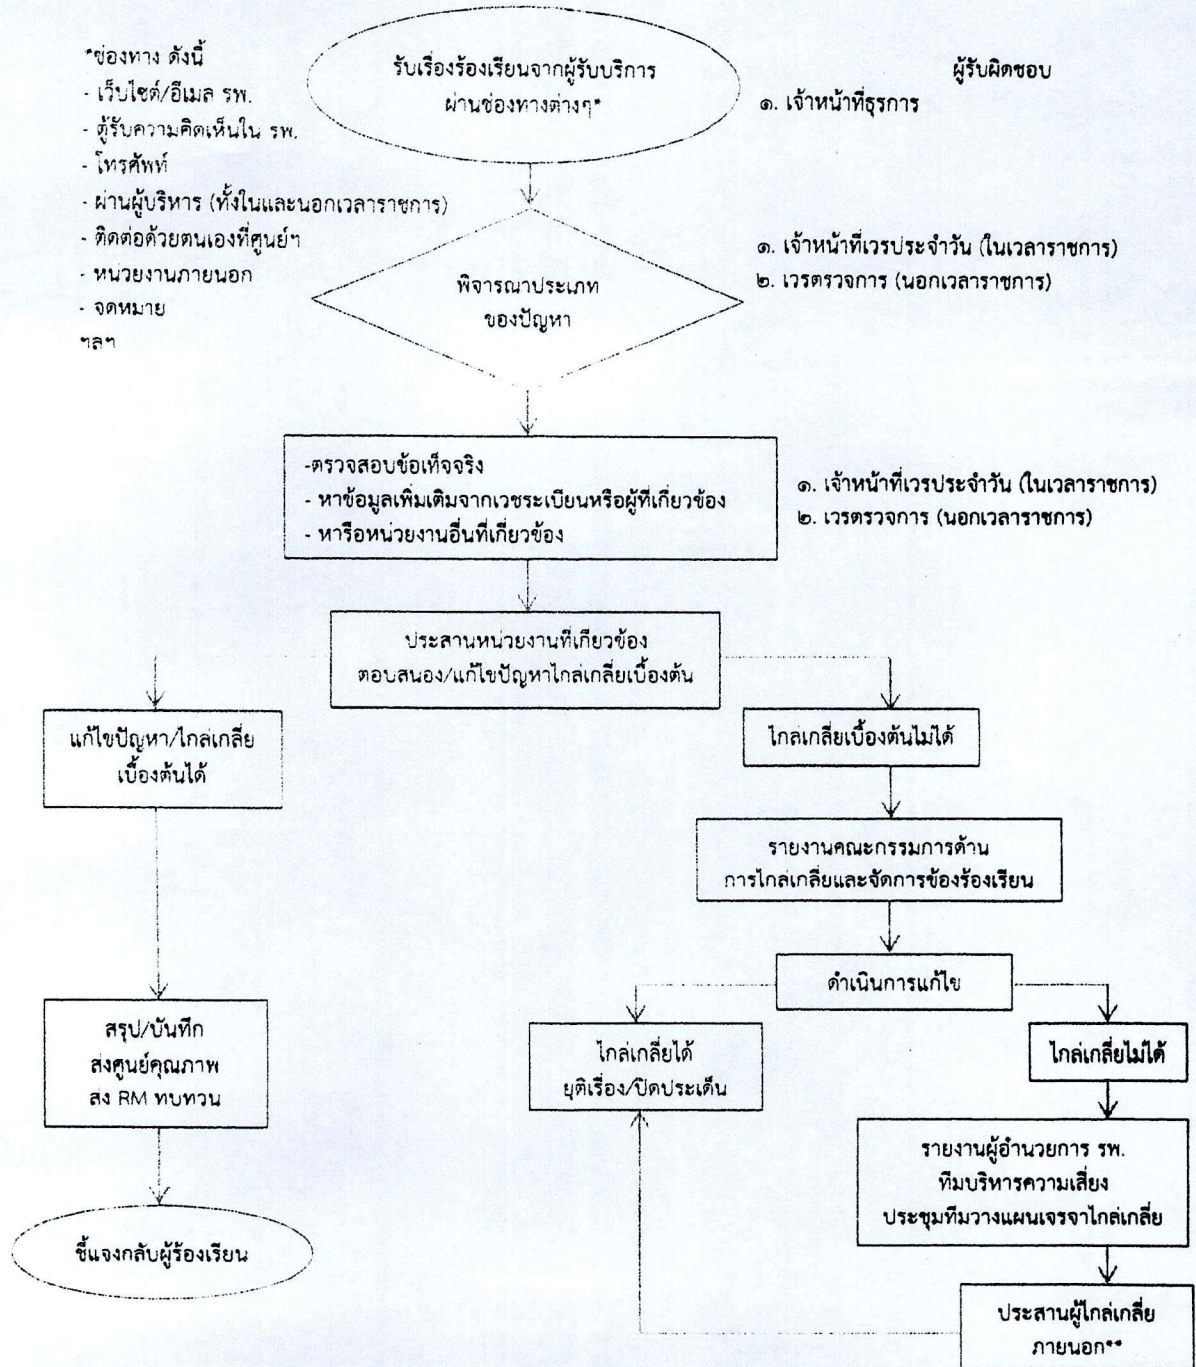 *ช่องทาง ดังนี้
- เว็บไซต์/อีเมล รพ.
- ตู้รับความคิดเห็นใน รพ.
- โทรศัพท์
- ผ่านผู้บริหาร (ทั้งในและนอกเวลาราชการ)
- ติดต่อด้วยตนเองที่ศูนย์ฯ
- หน่วยงานภายนอก
- จดหมาย
ฯลฯ
รับเรื่องร้องเรียนจากผู้รับบริการ
ผ่านช่องทางต่างๆ*
ผู้รับผิดชอบ
๑. เจ้าหน้าที่ธุรการ
พิจารณาประเภท
ของปัญหา
๑. เจ้าหน้าที่เวรประจำวัน (ในเวลาราชการ)
๒. เวรตรวจการ (นอกเวลาราชการ)
-ตรวจสอบข้อเท็จจริง
- หาข้อมูลเพิ่มเติมจากเวชระเบียนหรือผู้ที่เกี่ยวข้อง
- หารือหน่วยงานอื่นที่เกี่ยวข้อง
๑. เจ้าหน้าที่เวรประจำวัน (ในเวลาราชการ)
๒. เวรตรวจการ (นอกเวลาราชการ)
ประสานหน่วยงานที่เกี่ยวข้อง
ตอบสนอง/แก้ไขปัญหาไกล่เกลี่ยเบื้องต้น
แก้ไขปัญหา/ไกล่เกลี่ย
เบื้องต้นได้
ไกล่เกลี่ยเบื้องต้นไม่ได้
รายงานคณะกรรมการด้าน
การไกล่เกลี่ยและจัดการข้องร้องเรียน
ดำเนินการแก้ไข
สรุป/บันทึก
ส่งศูนย์คุณภาพ
ส่ง RM ทบทวน
ไกล่เกลี่ยได้
ยุติเรื่อง/ปิดประเด็น
ไกล่เกลี่ยไม่ได้
รายงานผู้อำนวยการ รพ.
ทีมบริหารความเสี่ยง
ประชุมทีมวางแผนเจรจาไกล่เกลี่ย
ชี้แจงกลับผู้ร้องเรียน
ประสานผู้ไกล่เกลี่ย
ภายนอก**